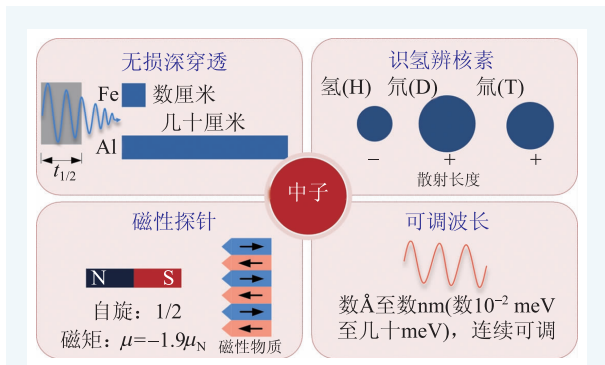 无损深穿透
Fe 数厘米
几十厘米
Al
t1/2
识氢辨核素
氢(H) 氘(D) 氚(T)
− + +
散射长度
中子
磁性探针
N S
自旋：1/2
磁矩：μ=−1.9μN
磁性物质
可调波长
数Å至数nm(数10⁻² meV
至几十meV)，连续可调